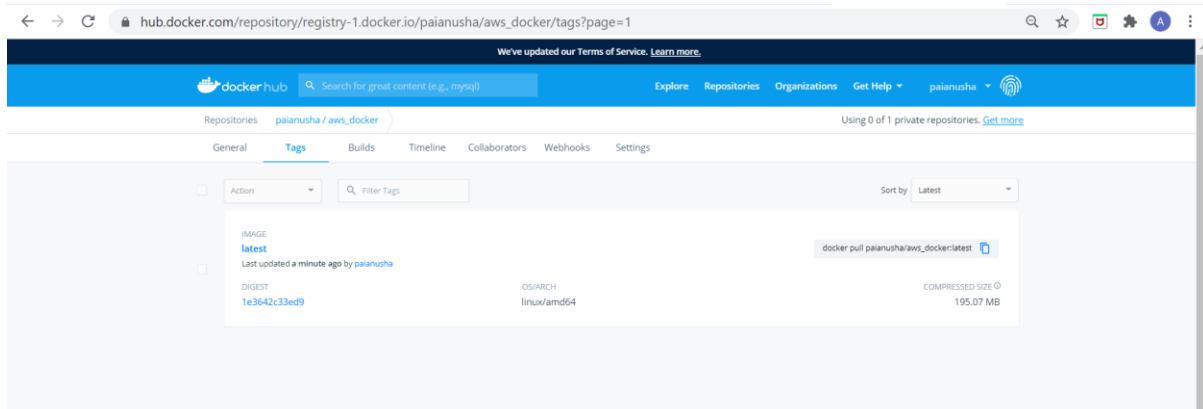 hub.docker.com/repository/registry-1.docker.io/paianusha/aws_docker/tags?page=1
A
We've updated our Terms of Service. Learn more.
dockerhub Search for great content (e.g., mysql) Explore Repositories Organizations Get Help paianusha
Repositories paianusha / aws_docker Using 0 of 1 private repositories. Get more
General Tags Builds Timeline Collaborators Webhooks Settings
Action Filter Tags Sort by Latest
IMAGE
latest docker pull paianusha/aws_docker:latest
Last updated a minute ago by paianusha
DIGEST OS/ARCH COMPRESSED SIZE
1e3642c33ed9 linux/amd64 195.07 MB